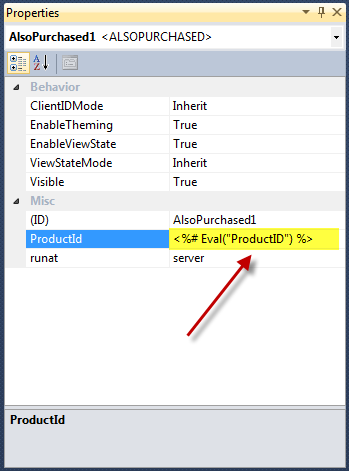 Properties
AlsoPurchased1 <ALSOPURCHASED>
Behavior
ClientIDMode Inherit
EnableTheming True
EnableViewState True
ViewStateMode Inherit
Visible True
Misc
(ID) AlsoPurchased1
ProductId <%# Eval("ProductID") %>
runat server
ProductId